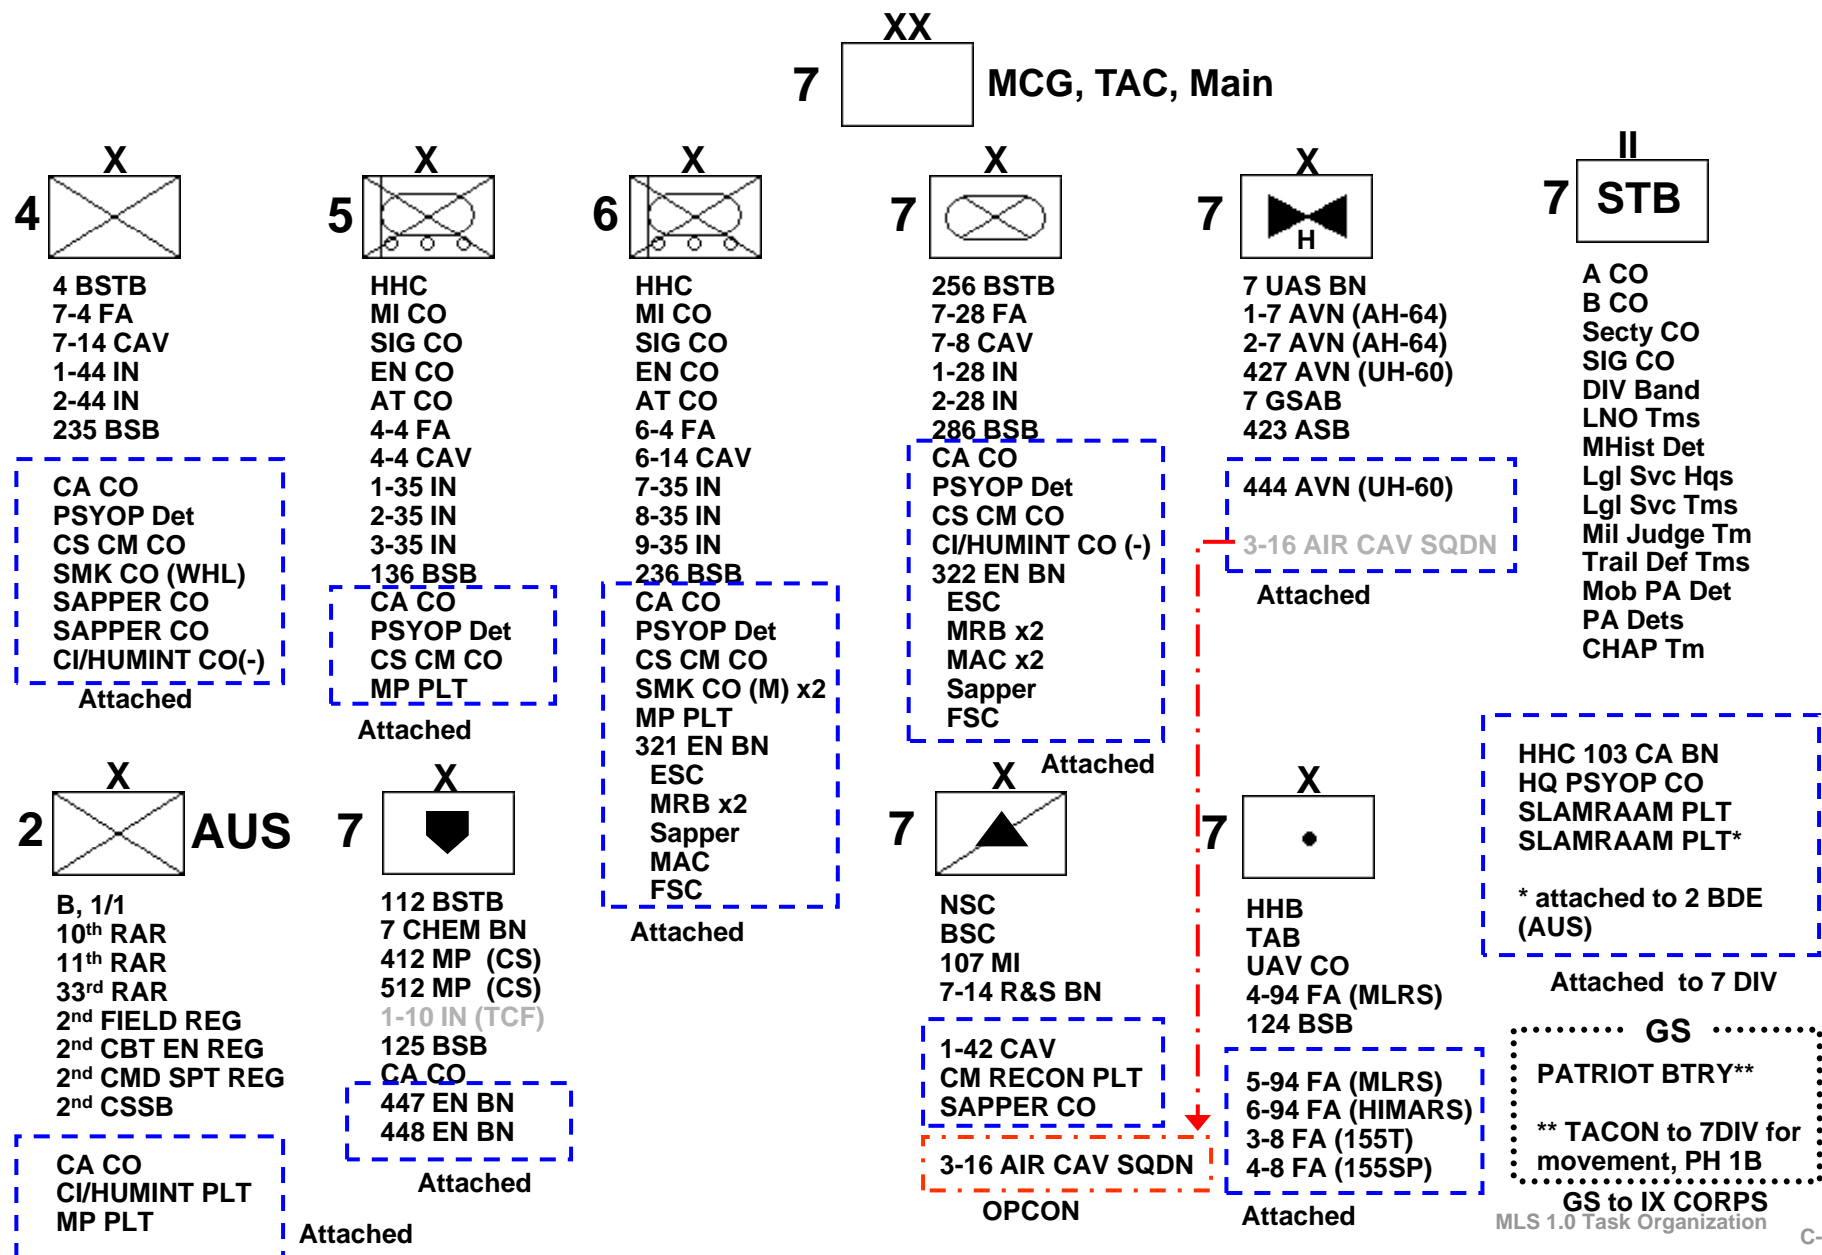 XX
7 MCG, TAC, Main
X
4
4 BSTB
7-4 FA
7-14 CAV
1-44 IN
2-44 IN
235 BSB
CA CO
PSYOP Det
CS CM CO
SMK CO (WHL)
SAPPER CO
SAPPER CO
CI/HUMINT CO(-)
Attached
X
5
HHC
MI CO
SIG CO
EN CO
AT CO
4-4 FA
4-4 CAV
1-35 IN
2-35 IN
3-35 IN
136 BSB
CA CO
PSYOP Det
CS CM CO
MP PLT
Attached
X
6
HHC
MI CO
SIG CO
EN CO
AT CO
6-4 FA
6-14 CAV
7-35 IN
8-35 IN
9-35 IN
236 BSB
CA CO
PSYOP Det
CS CM CO
SMK CO (M) x2
MP PLT
321 EN BN
ESC
MRB x2
Sapper
MAC
FSC
Attached
X
7
256 BSTB
7-28 FA
7-8 CAV
1-28 IN
2-28 IN
286 BSB
CA CO
PSYOP Det
CS CM CO
CI/HUMINT CO (-)
322 EN BN
ESC
MRB x2
MAC x2
Sapper
FSC
Attached
X
7
H
7 UAS BN
1-7 AVN (AH-64)
2-7 AVN (AH-64)
427 AVN (UH-60)
7 GSAB
423 ASB
444 AVN (UH-60)
3-16 AIR CAV SQDN
Attached
II
7 STB
A CO
B CO
Secty CO
SIG CO
DIV Band
LNO Tms
MHist Det
Lgl Svc Hqs
Lgl Svc Tms
Mil Judge Tm
Trail Def Tms
Mob PA Det
PA Dets
CHAP Tm
X
2 AUS
B, 1/1
10th RAR
11th RAR
33rd RAR
2nd FIELD REG
2nd CBT EN REG
2nd CMD SPT REG
2nd CSSB
CA CO
CI/HUMINT PLT
MP PLT
Attached
X
7
112 BSTB
7 CHEM BN
412 MP (CS)
512 MP (CS)
1-10 IN (TCF)
125 BSB
CA CO
447 EN BN
448 EN BN
Attached
X
7
NSC
BSC
107 MI
7-14 R&S BN
1-42 CAV
CM RECON PLT
SAPPER CO
3-16 AIR CAV SQDN
OPCON
X
7
HHB
TAB
UAV CO
4-94 FA (MLRS)
124 BSB
5-94 FA (MLRS)
6-94 FA (HIMARS)
3-8 FA (155T)
4-8 FA (155SP)
Attached
HHC 103 CA BN
HQ PSYOP CO
SLAMRAAM PLT
SLAMRAAM PLT*
* attached to 2 BDE
(AUS)
Attached to 7 DIV
GS
PATRIOT BTRY**
** TACON to 7DIV for
movement, PH 1B
GS to IX CORPS
MLS 1.0 Task Organization
C-